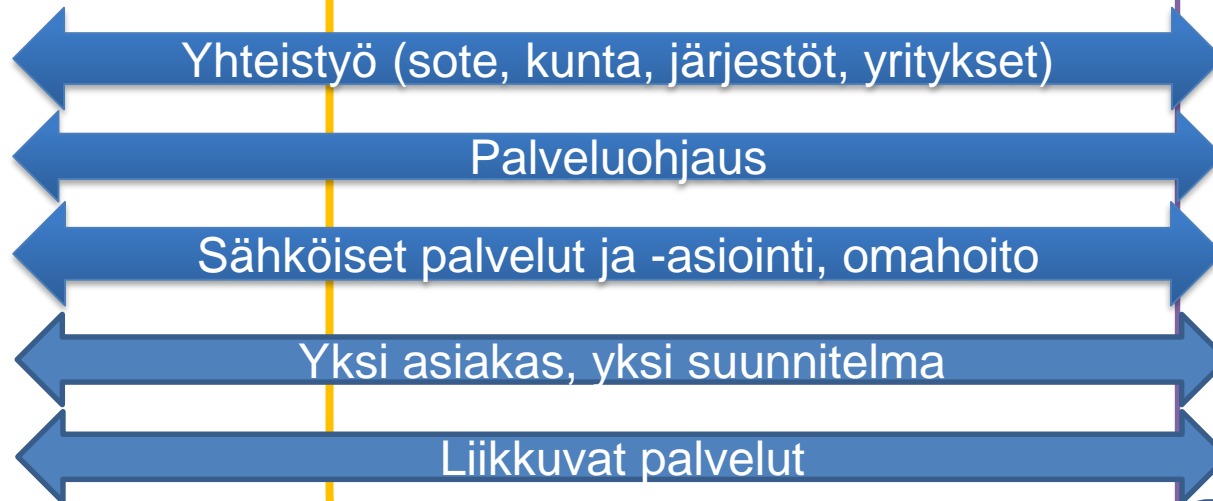 Yhteistyö (sote, kunta, järjestöt, yritykset)
Palveluohjaus
Sähköiset palvelut ja -asiointi, omahoito
Yksi asiakas, yksi suunnitelma
Liikkuvat palvelut